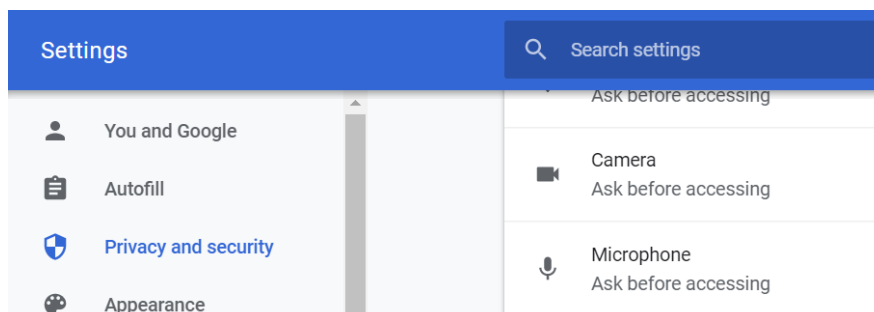 Settings
Search settings
You and Google
Autofill
Privacy and security
Appearance
Ask before accessing
Camera
Ask before accessing
Microphone
Ask before accessing